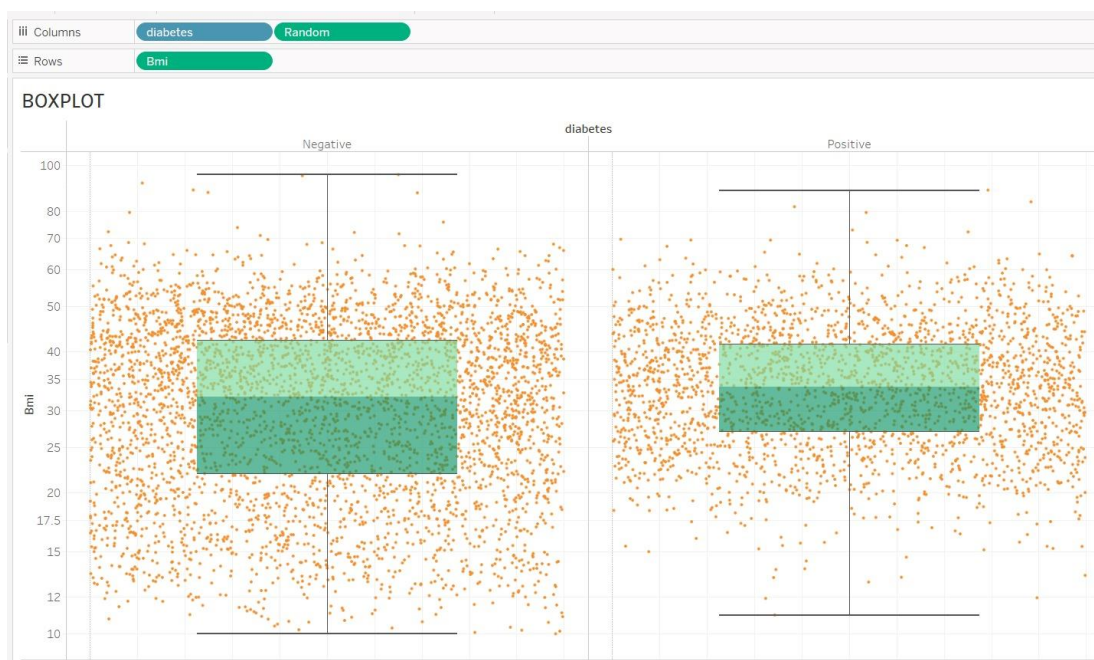 Columns diabetes Random
Rows Bmi
BOXPLOT
diabetes
Negative Positive
100
80
70
60
50
40
35
30
25
20
17.5
15
12
10
Bmi